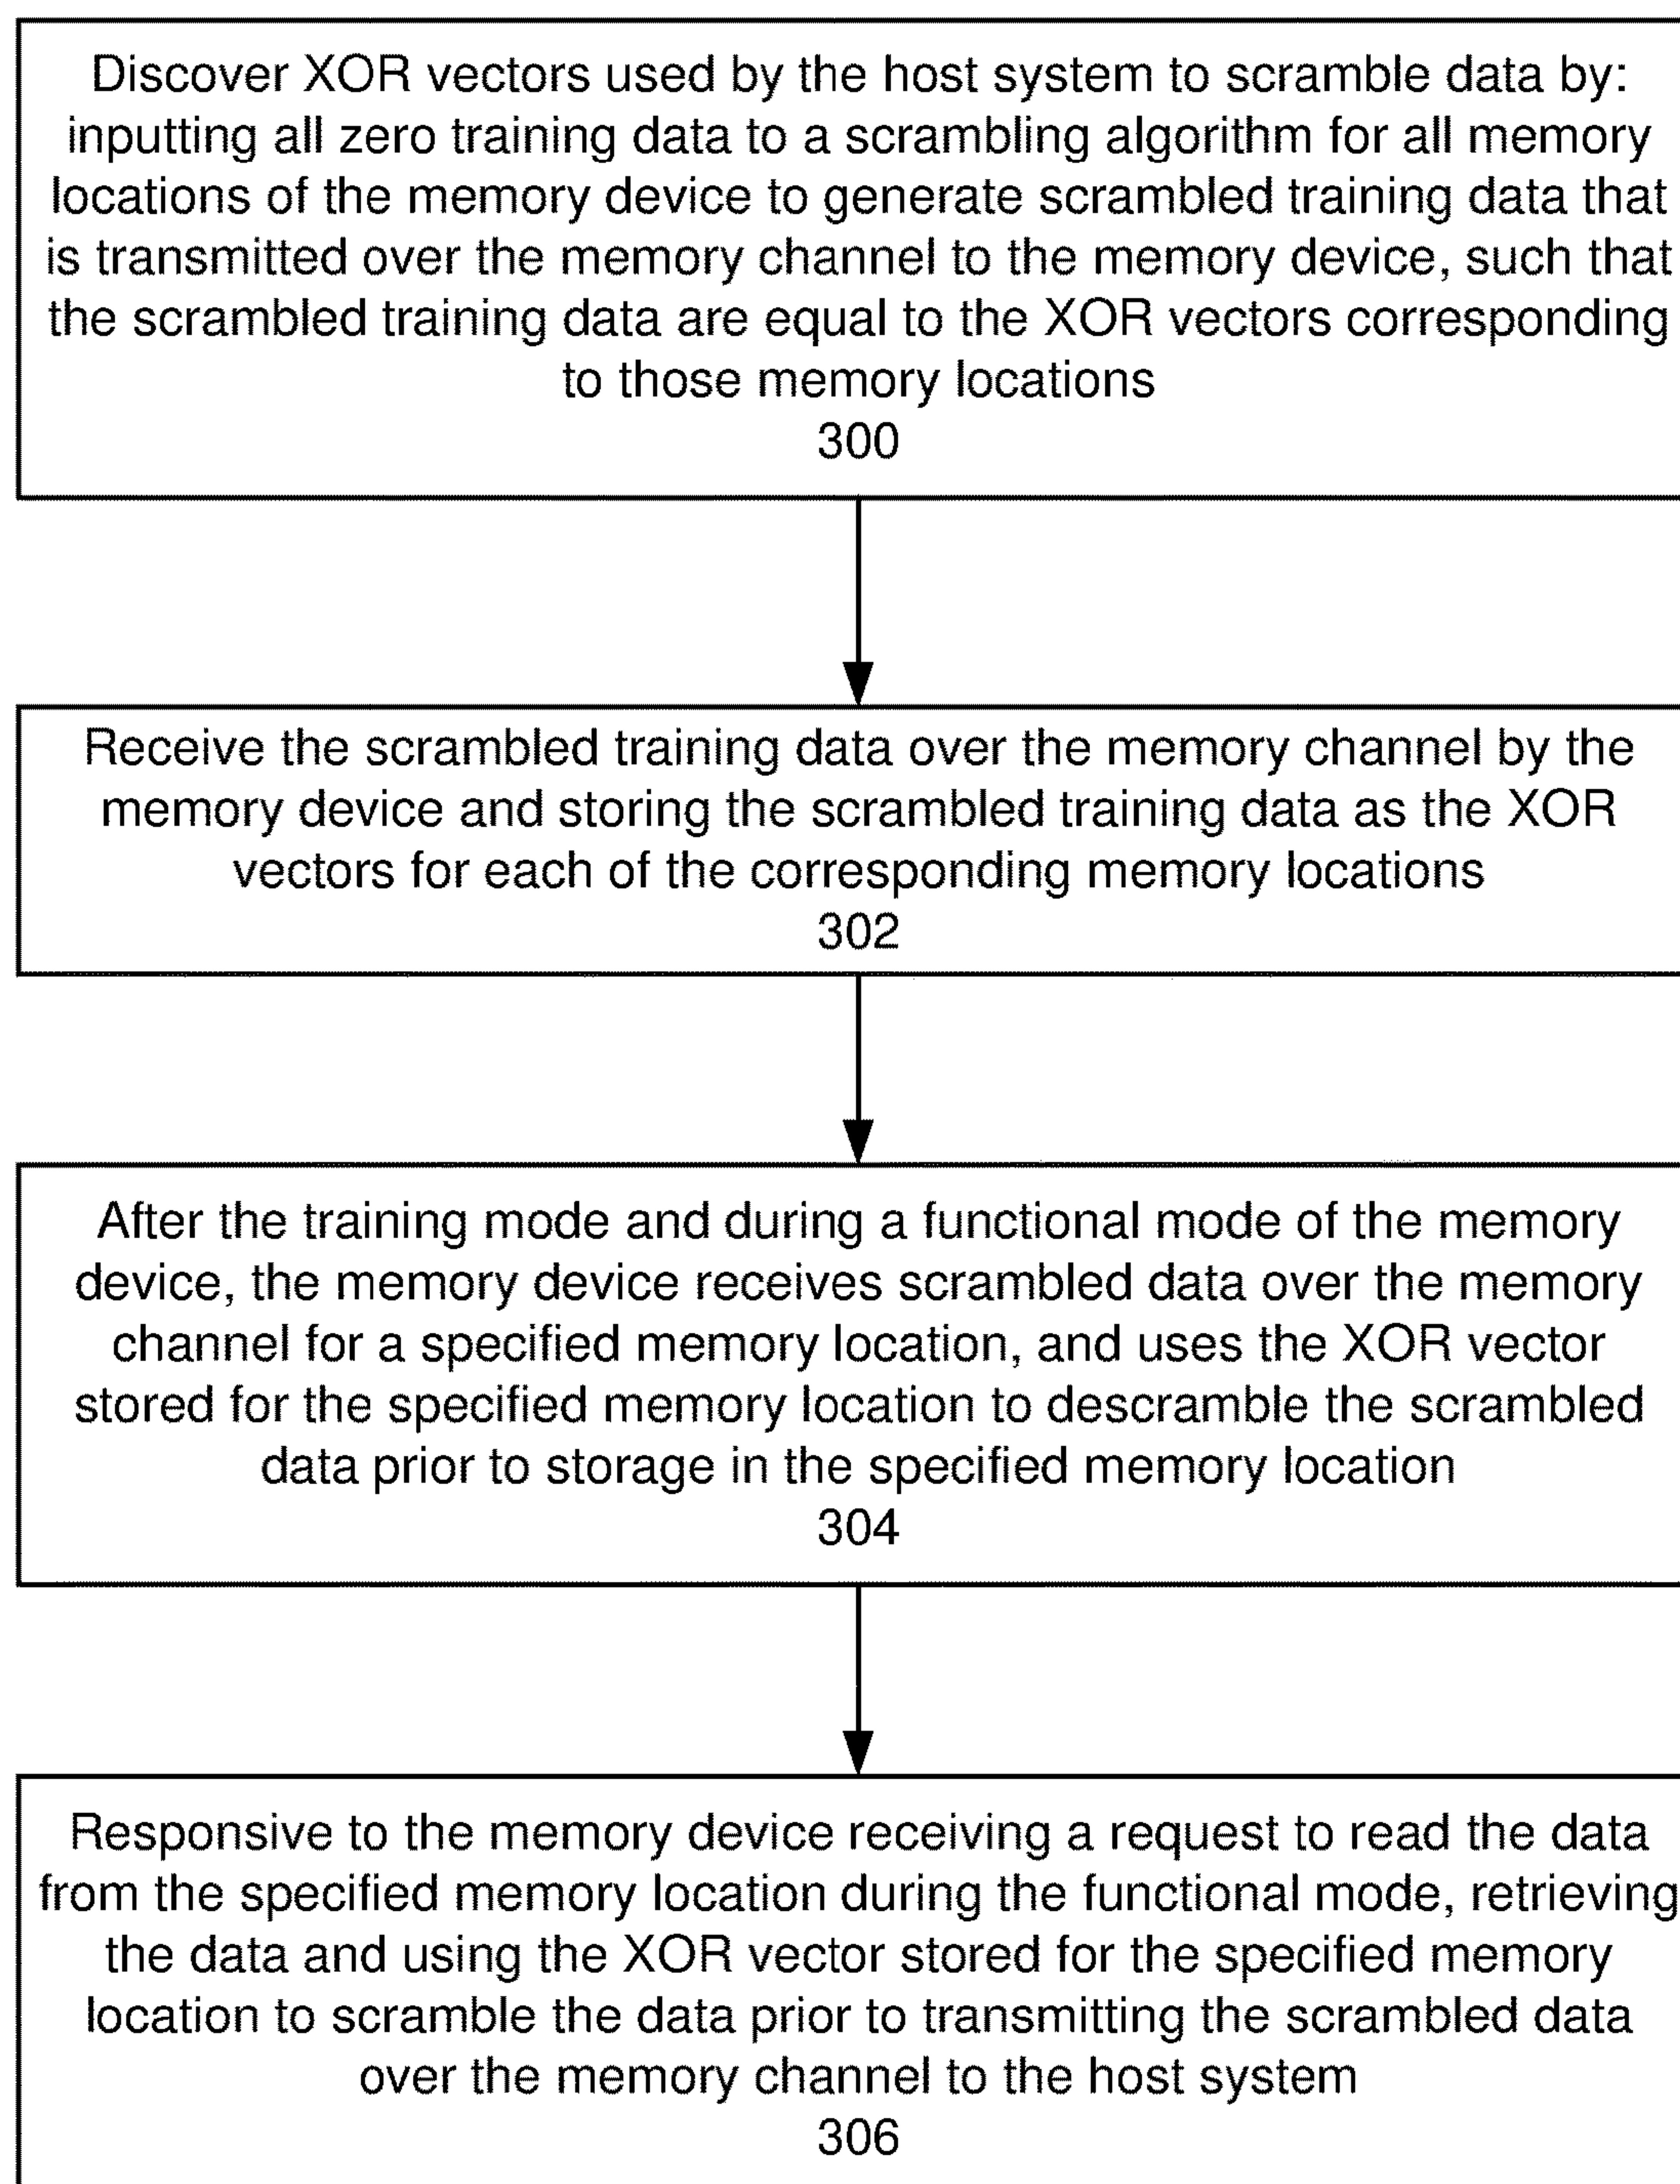 Discover XOR vectors used by the host system to scramble data by:
inputting all zero training data to a scrambling algorithm for all memory
locations of the memory device to generate scrambled training data that
is transmitted over the memory channel to the memory device, such that
the scrambled training data are equal to the XOR vectors corresponding
to those memory locations
300
Receive the scrambled training data over the memory channel by the
memory device and storing the scrambled training data as the XOR
vectors for each of the corresponding memory locations
302
After the training mode and during a functional mode of the memory
device, the memory device receives scrambled data over the memory
channel for a specified memory location, and uses the XOR vector
stored for the specified memory location to descramble the scrambled
data prior to storage in the specified memory location
304
Responsive to the memory device receiving a request to read the data
from the specified memory location during the functional mode, retrieving
the data and using the XOR vector stored for the specified memory
location to scramble the data prior to transmitting the scrambled data
over the memory channel to the host system
306